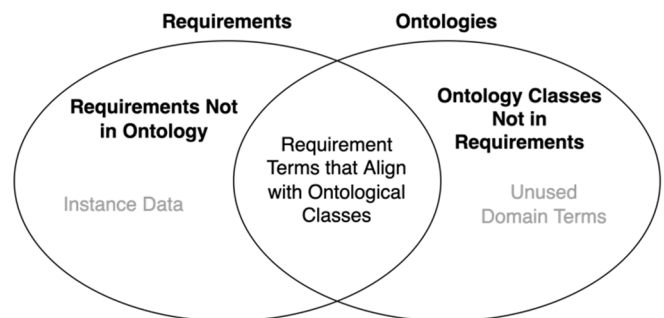 Requirements
Ontologies
Requirements Not
in Ontology
Instance Data
Requirement
Terms that Align
with Ontological
Classes
Ontology Classes
Not in
Requirements
Unused
Domain Terms